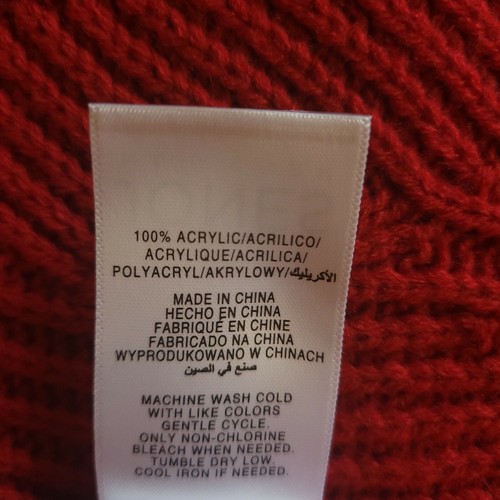 100% ACRYLIC/ACRILICO/
ACRYLIQUE/ACRILICA/
POLYACRYL/AKRYLOWY/الأكريليك
MADE IN CHINA
HECHO EN CHINA
FABRIQUÉ EN CHINE
FABRICADO NA CHINA
WYPRODUKOWANO W CHINACH
صنع في الصين
MACHINE WASH COLD
WITH LIKE COLORS
GENTLE CYCLE.
ONLY NON-CHLORINE
BLEACH WHEN NEEDED.
TUMBLE DRY LOW.
COOL IRON IF NEEDED.